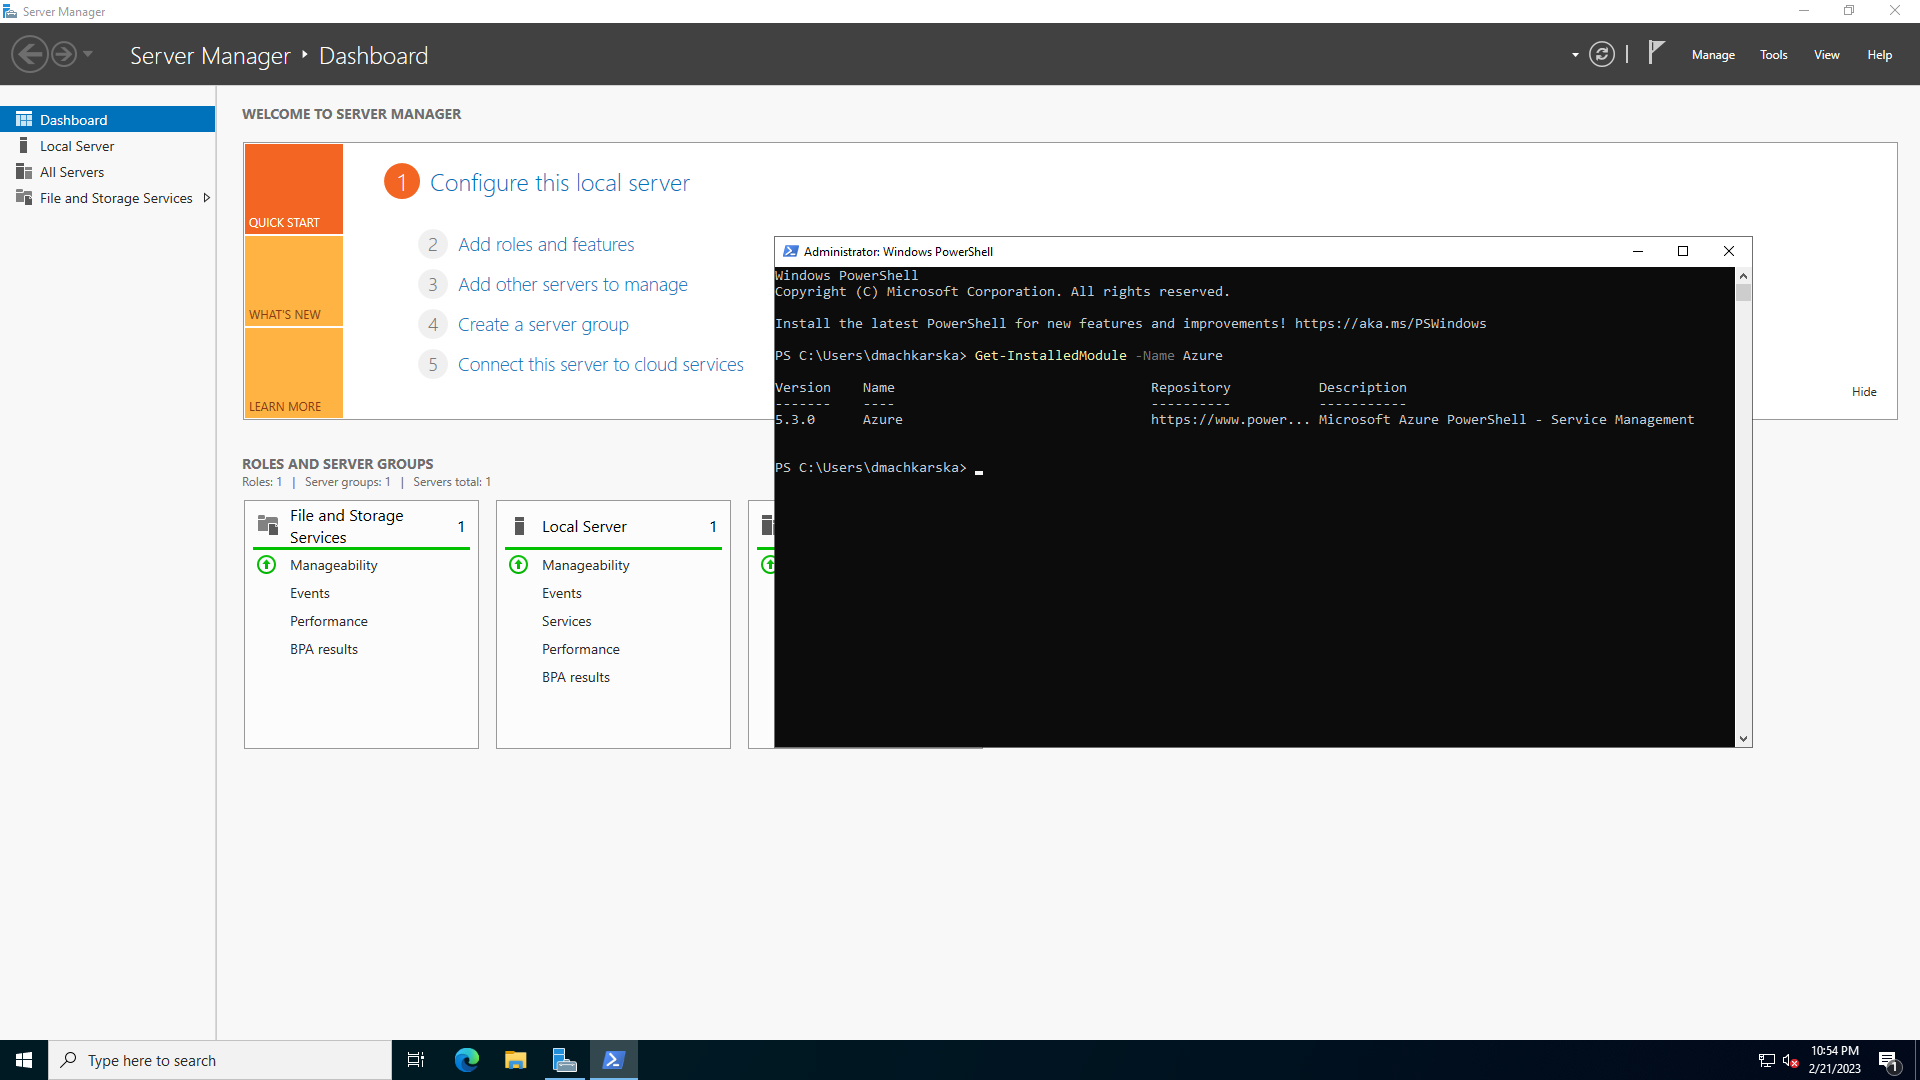 Server Manager
Server Manager ‣ Dashboard
Manage Tools View Help
Dashboard
Local Server
All Servers
File and Storage Services
WELCOME TO SERVER MANAGER
QUICK START
WHAT'S NEW
LEARN MORE
1 Configure this local server
2 Add roles and features
3 Add other servers to manage
4 Create a server group
5 Connect this server to cloud services
Hide
ROLES AND SERVER GROUPS
Roles: 1 | Server groups: 1 | Servers total: 1
File and Storage
Services
1
Manageability
Events
Performance
BPA results
Local Server 1
Manageability
Events
Services
Performance
BPA results
Administrator: Windows PowerShell
Windows PowerShell
Copyright (C) Microsoft Corporation. All rights reserved.
Install the latest PowerShell for new features and improvements! https://aka.ms/PSWindows
PS C:\Users\dmachkarska> Get-InstalledModule -Name Azure
Version Name Repository Description
------- ---- ---------- -----------
5.3.0 Azure https://www.power... Microsoft Azure PowerShell - Service Management
PS C:\Users\dmachkarska> _
Type here to search
10:54 PM
2/21/2023
1